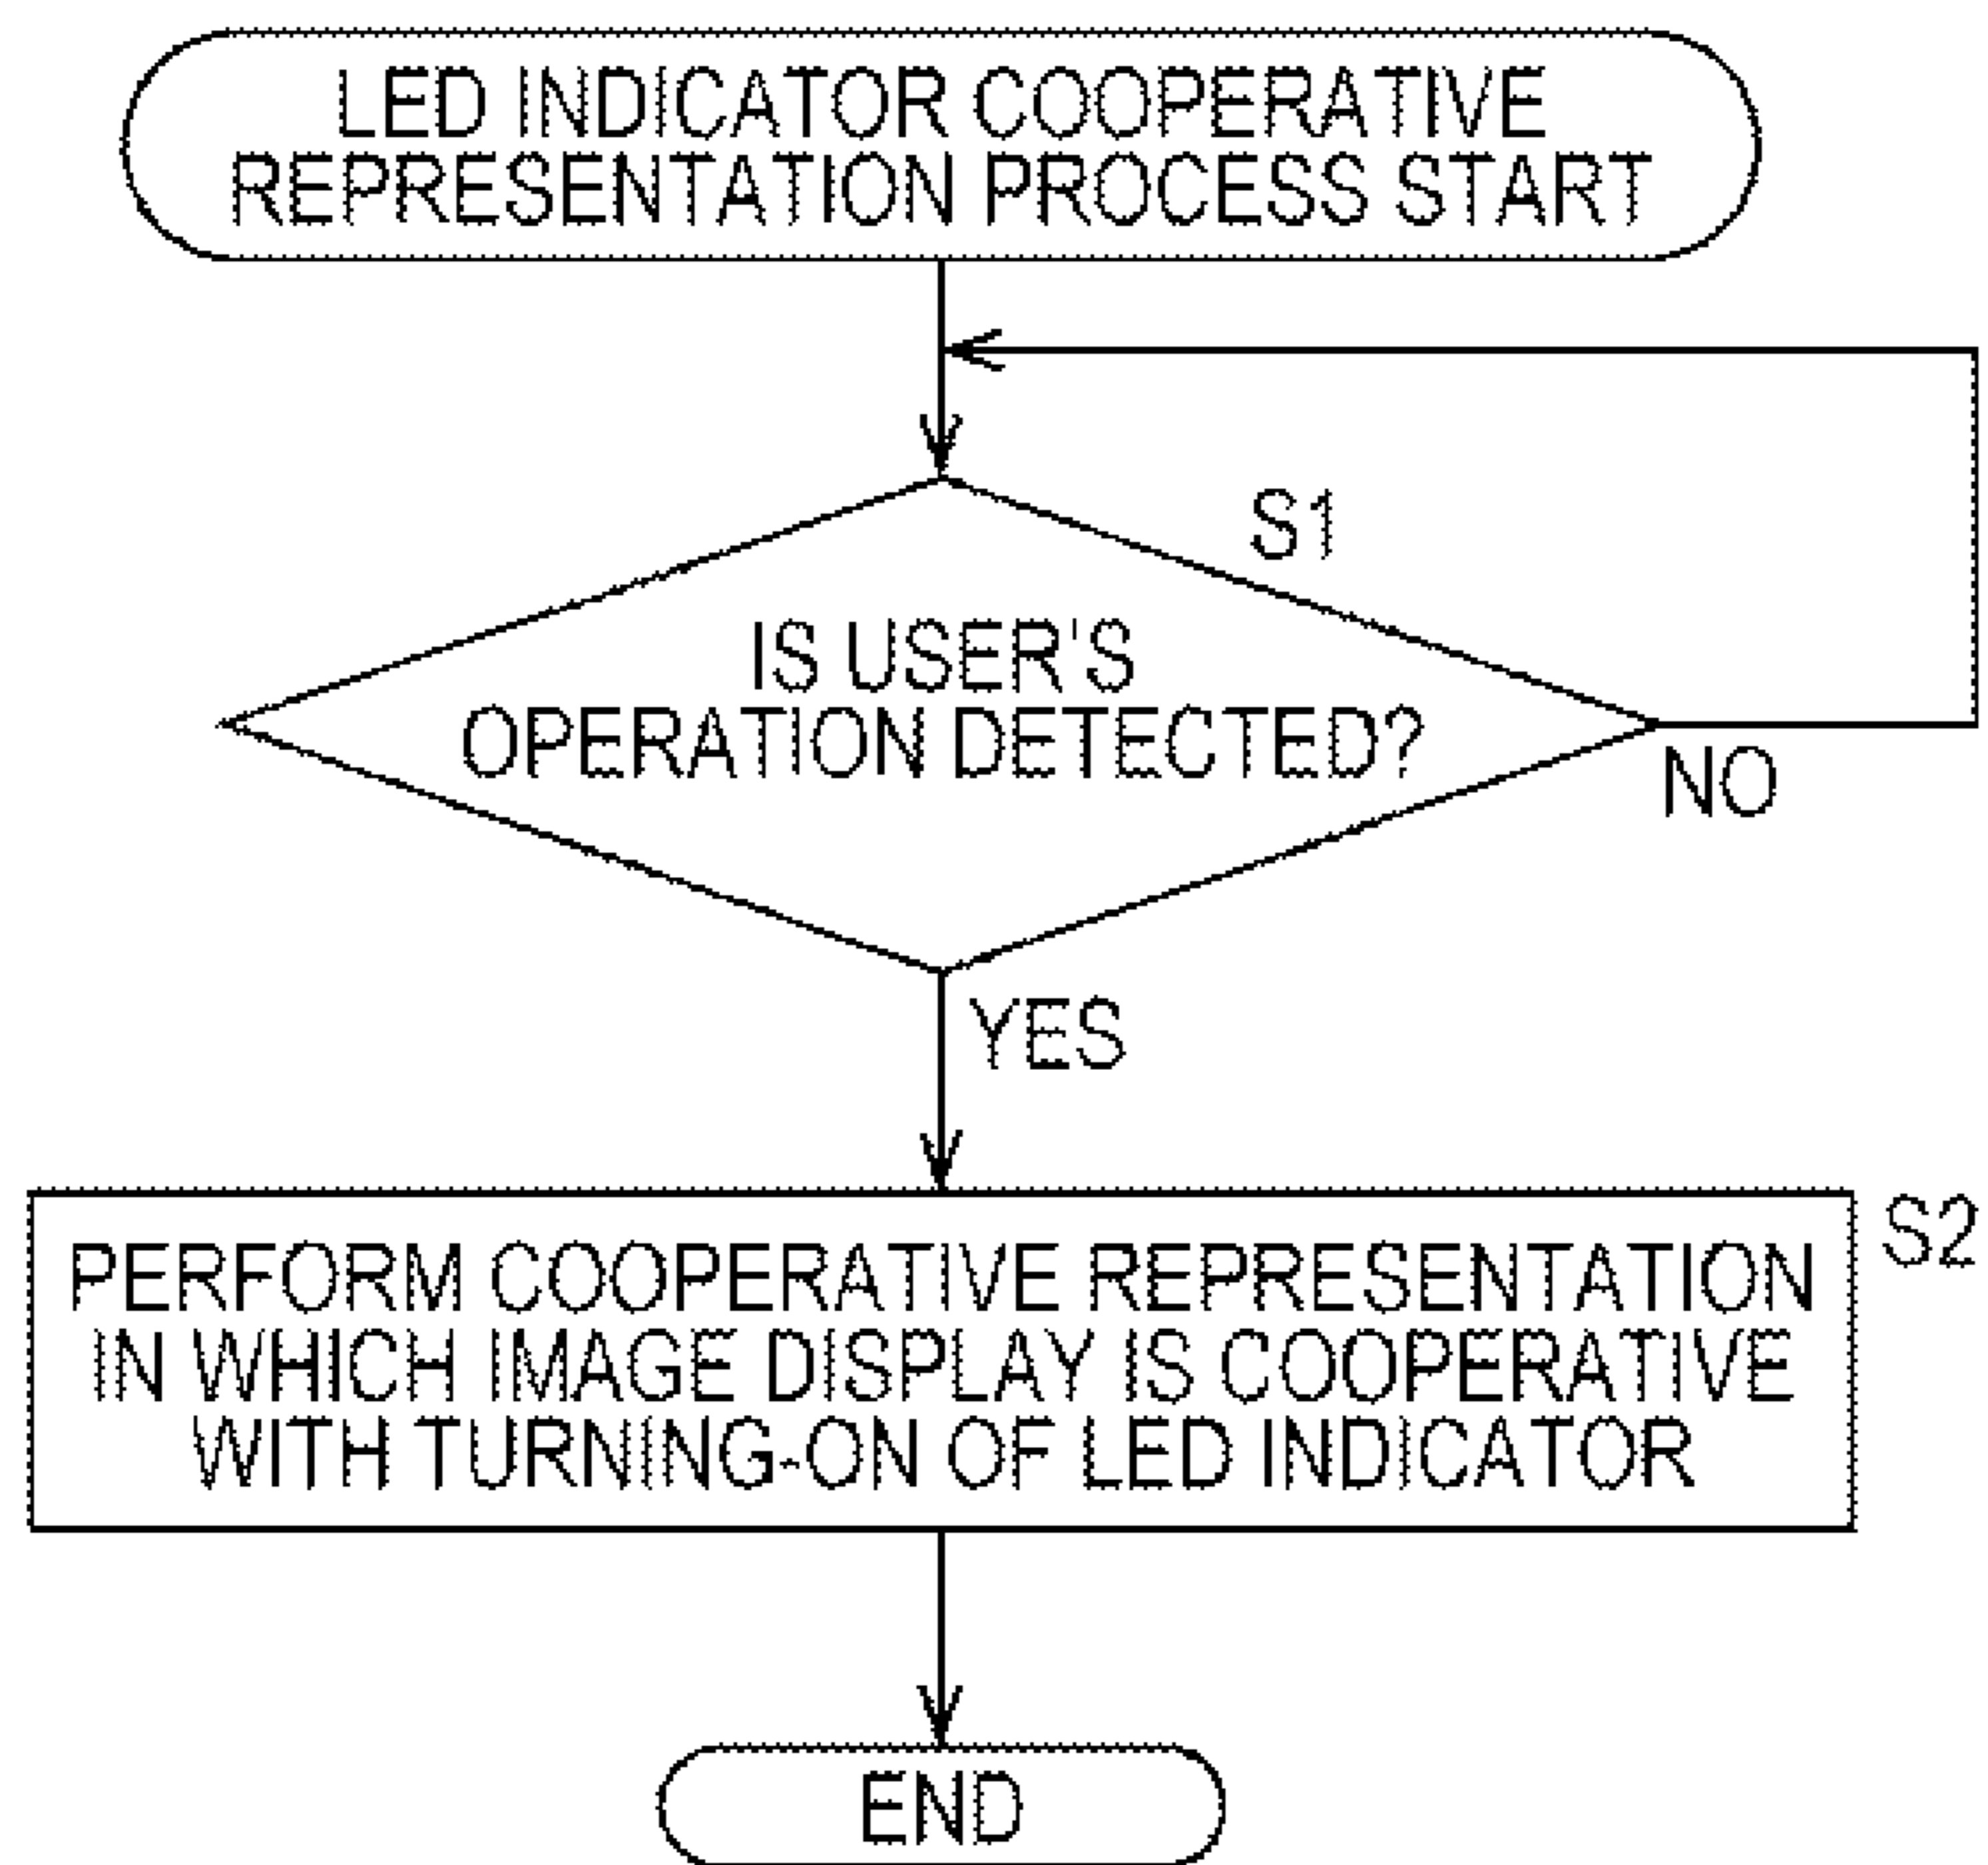 LED INDICATOR COOPERATIVE
REPRESENTATION PROCESS START
S1
IS USER'S
OPERATION DETECTED?
NO
YES
S2
PERFORM COOPERATIVE REPRESENTATION
IN WHICH IMAGE DISPLAY IS COOPERATIVE
WITH TURNING-ON OF LED INDICATOR
END